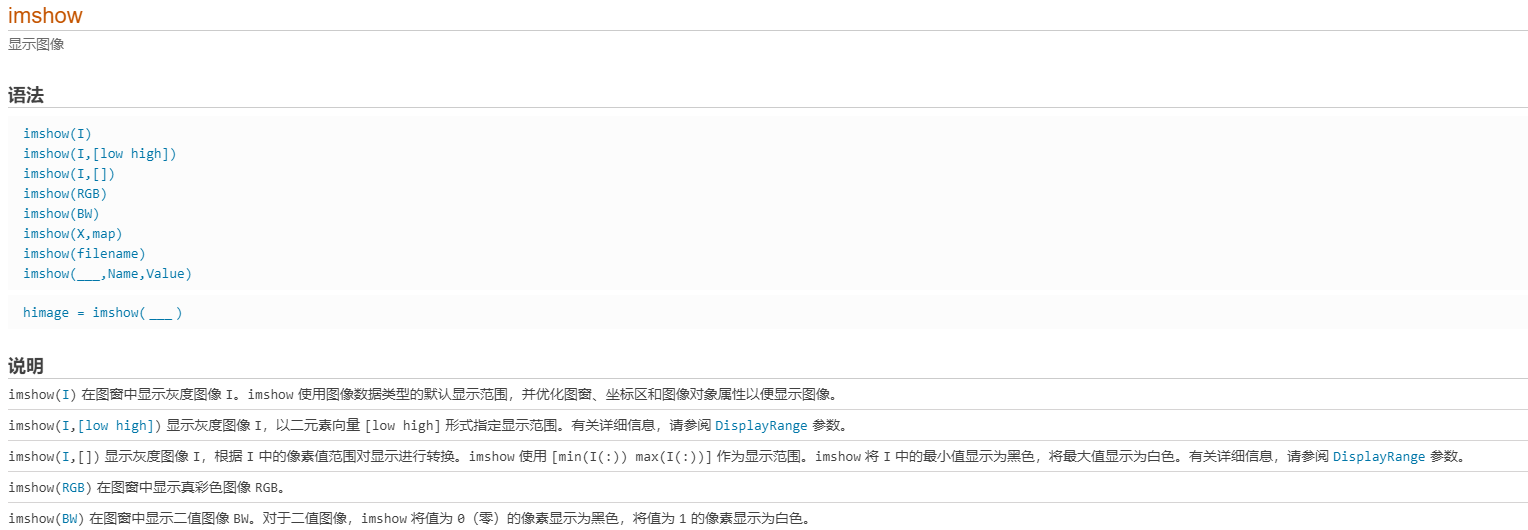 imshow
显示图像
语法
imshow(I)
imshow(I,[low high])
imshow(I,[])
imshow(RGB)
imshow(BW)
imshow(X,map)
imshow(filename)
imshow(___,Name,Value)
himage = imshow(___)
说明
imshow(I) 在图窗中显示灰度图像 I。imshow 使用图像数据类型的默认显示范围，并优化图窗、坐标区和图像对象属性以便显示图像。
imshow(I,[low high]) 显示灰度图像 I，以二元素向量 [low high] 形式指定显示范围。有关详细信息，请参阅 DisplayRange 参数。
imshow(I,[]) 显示灰度图像 I，根据 I 中的像素值范围对显示进行转换。imshow 使用 [min(I(:)) max(I(:))] 作为显示范围。imshow 将 I 中的最小值显示为黑色，将最大值显示为白色。有关详细信息，请参阅 DisplayRange 参数。
imshow(RGB) 在图窗中显示真彩色图像 RGB。
imshow(BW) 在图窗中显示二值图像 BW。对于二值图像，imshow 将值为 0（零）的像素显示为黑色，将值为 1 的像素显示为白色。